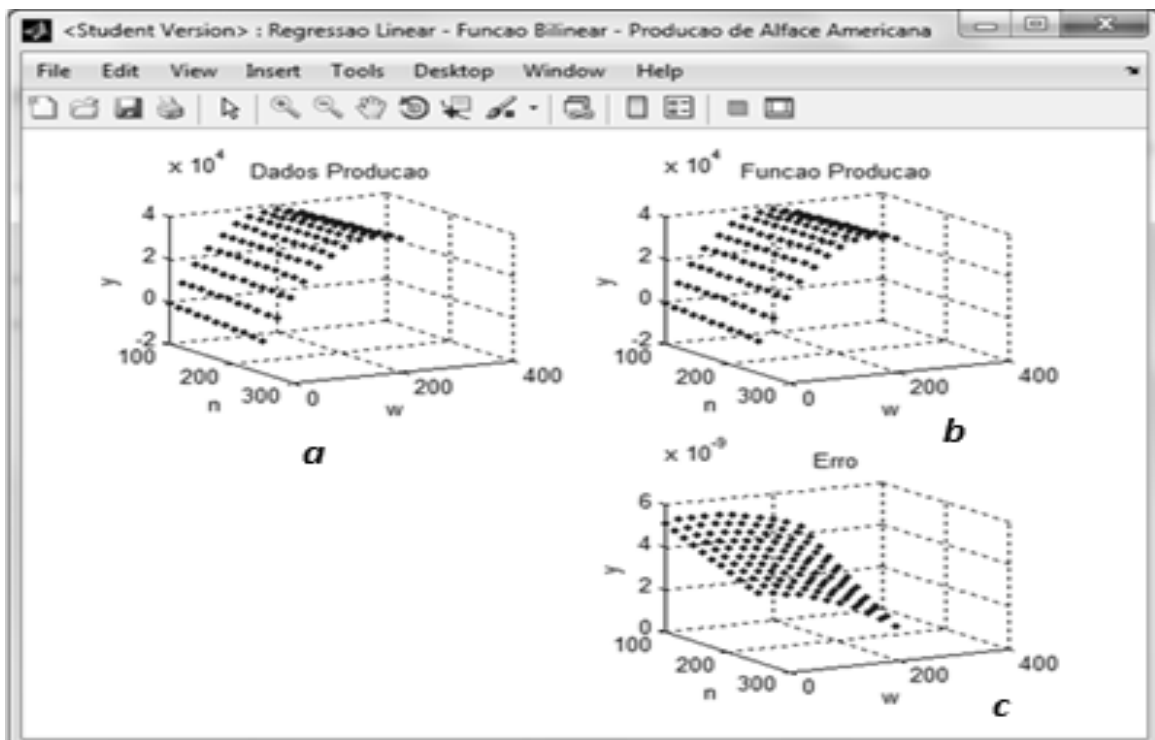 <Student Version> : Regressao Linear - Funcao Bilinear - Producao de Alface Americana
File Edit View Insert Tools Desktop Window Help
x 10^4
Dados Producao
4
2
0
-2
y
100
200
300
n
0
200
400
w
a
x 10^4
Funcao Producao
4
2
0
-2
y
100
200
300
n
0
200
400
w
b
x 10^-9
Erro
6
4
2
0
y
100
200
300
n
0
200
400
w
c